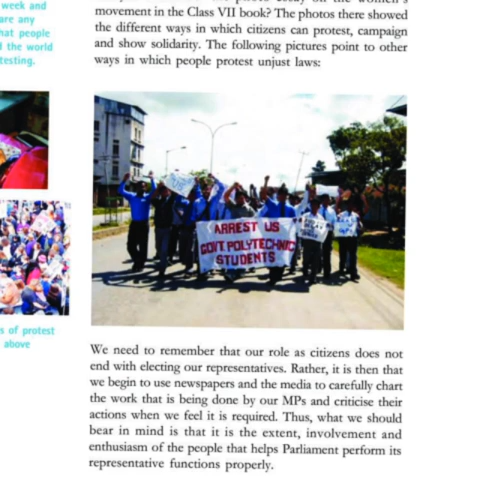 week and
are any
hat people
the world
testing.
movement in the Class VII book? The photos there showed
the different ways in which citizens can protest, campaign
and show solidarity. The following pictures point to other
ways in which people protest unjust laws:
ARREST US
GOVT. POLYTECHNIC
STUDENTS
s of protest
above
We need to remember that our role as citizens does not
end with electing our representatives. Rather, it is then that
we begin to use newspapers and the media to carefully chart
the work that is being done by our MPs and criticise their
actions when we feel it is required. Thus, what we should
bear in mind is that it is the extent, involvement and
enthusiasm of the people that helps Parliament perform its
representative functions properly.